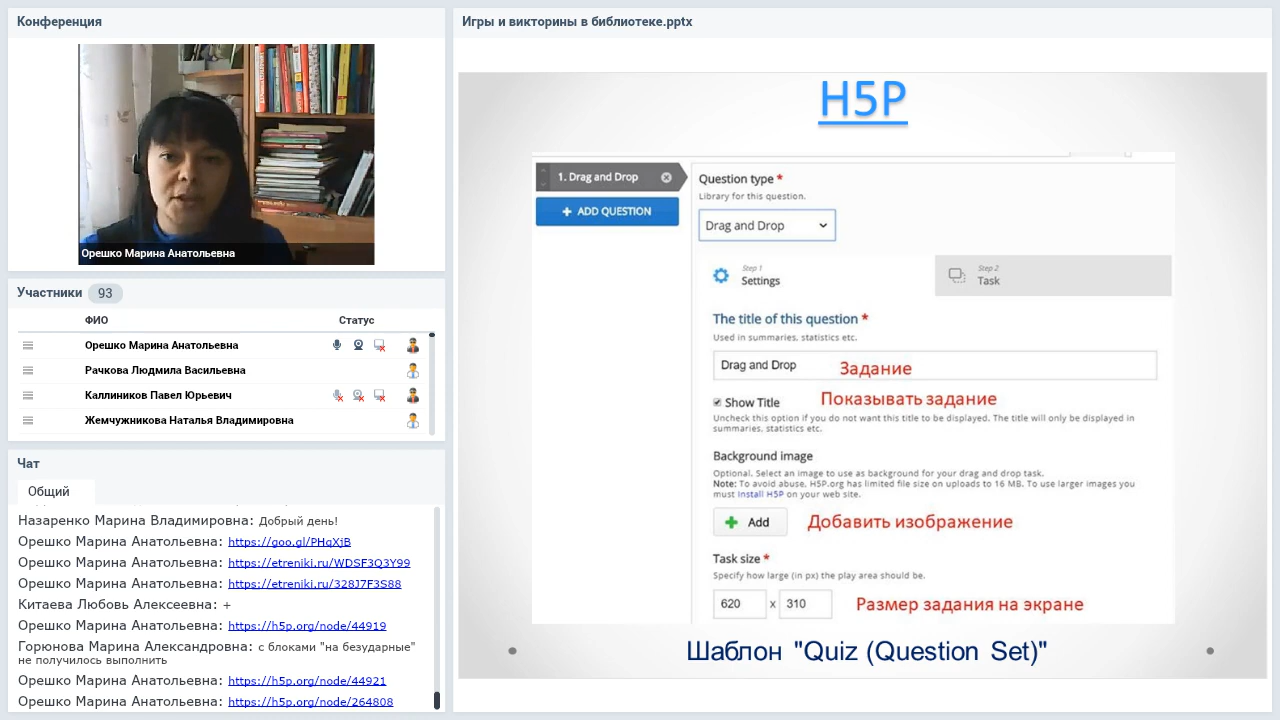 Конференция
Орешко Марина Анатольевна
Участники 93
ФИО Статус
Орешко Марина Анатольевна
Рачкова Людмила Васильевна
Каллиников Павел Юрьевич
Жемчужникова Наталья Владимировна
Чат
Общий
Назаренко Марина Владимировна: Добрый день!
Орешко Марина Анатольевна: https://goo.gl/PHqXjB
Орешко Марина Анатольевна: https://etreniki.ru/WDSF3Q3Y99
Орешко Марина Анатольевна: https://etreniki.ru/328J7F3S88
Китаева Любовь Алексеевна: +
Орешко Марина Анатольевна: https://h5p.org/node/44919
Горюнова Марина Александровна: с блоками "на безударные"
не получилось выполнить
Орешко Марина Анатольевна: https://h5p.org/node/44921
Орешко Марина Анатольевна: https://h5p.org/node/264808
Игры и викторины в библиотеке.pptx
H5P
1. Drag and Drop
ADD QUESTION
Question type *
Library for this question.
Drag and Drop
Step 1
Settings
Step 2
Task
The title of this question *
Used in summaries, statistics etc.
Drag and Drop Задание
Show Title Показывать задание
Uncheck this option if you do not want this title to be displayed. The title will only be displayed in
summaries, statistics etc.
Background image
Optional. Select an image to use as background for your drag and drop task.
Note: To avoid abuse, H5P.org has limited file size on uploads to 16 MB. To use larger images you
must install H5P on your web site.
Add Добавить изображение
Task size *
Specify how large (in px) the play area should be.
620 x 310 Размер задания на экране
Шаблон "Quiz (Question Set)"